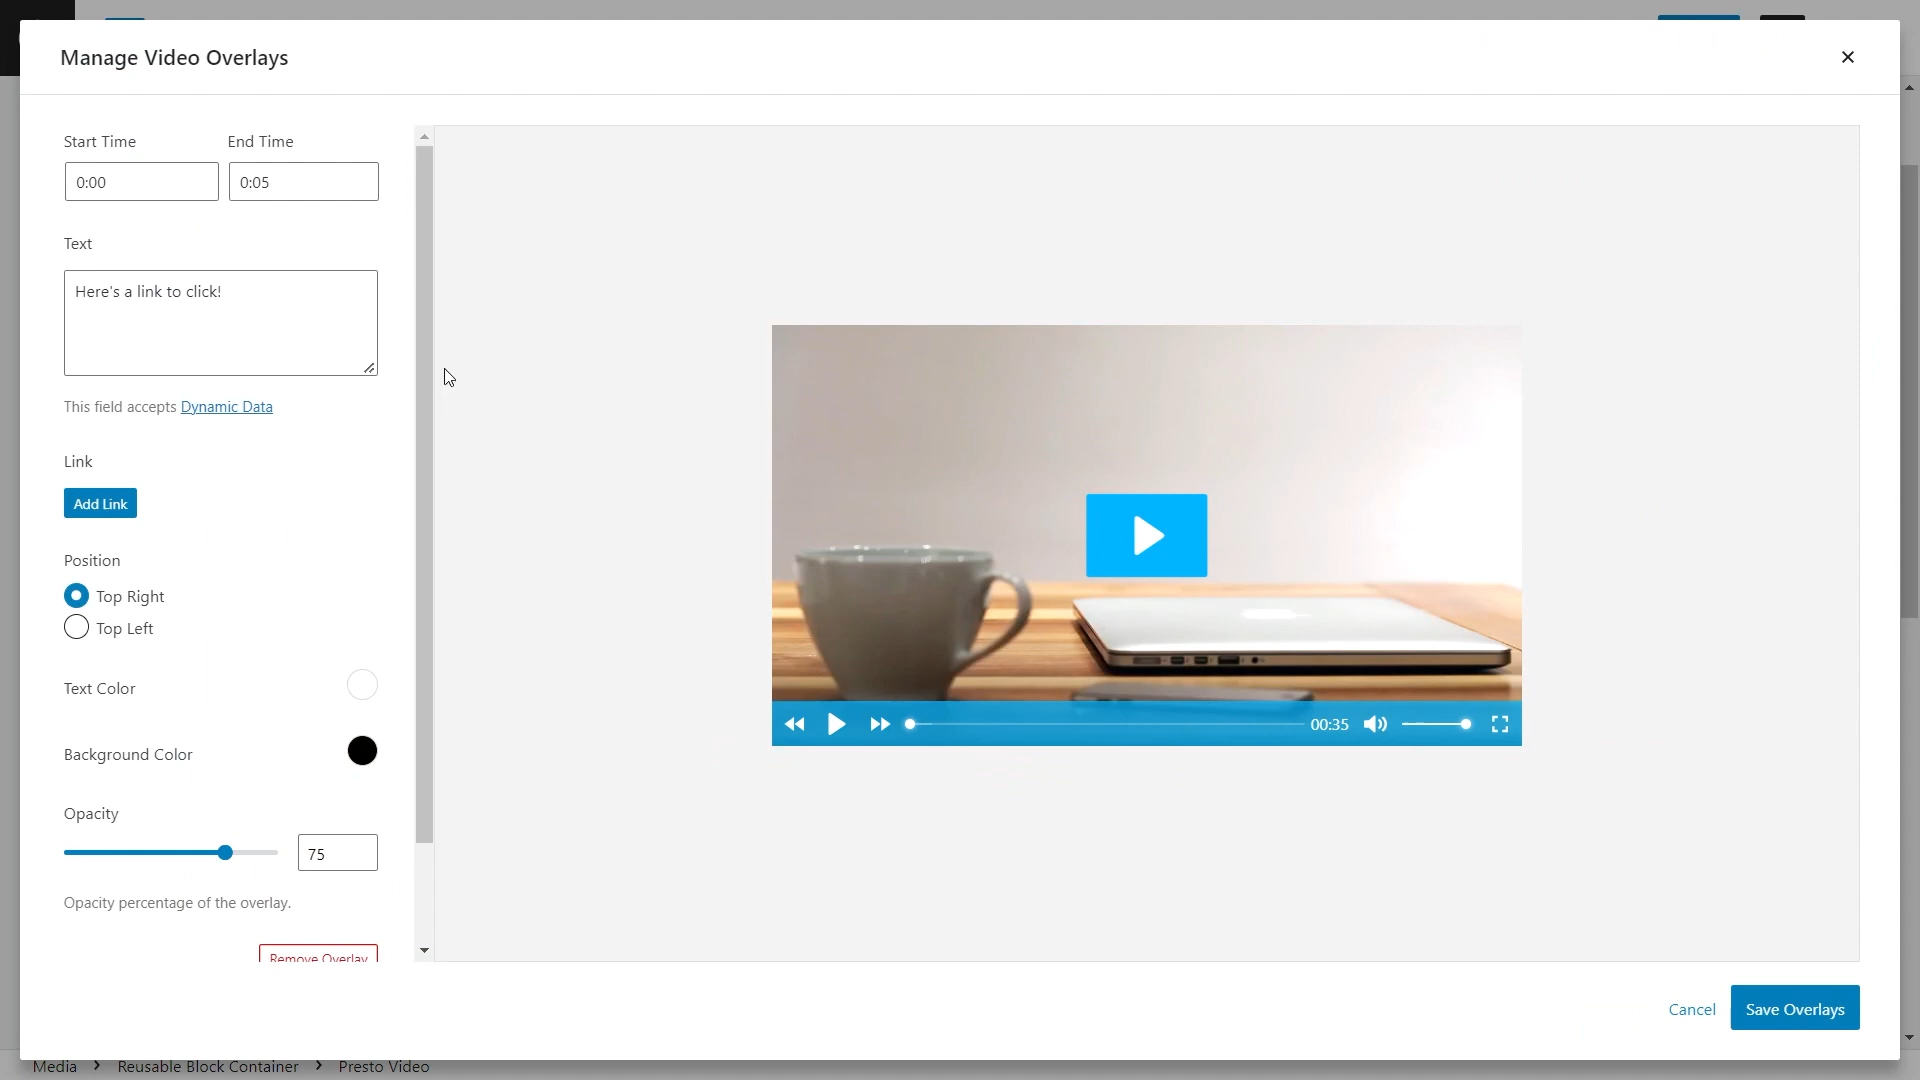 Manage Video Overlays
Start Time End Time
0:00 0:05
Text
Here's a link to click!
This field accepts Dynamic Data
Link
Add Link
Position
Top Right
Top Left
Text Color
Background Color
Opacity
75
Opacity percentage of the overlay.
Remove Overlay
00:35
Cancel Save Overlays
Media Reusable Block Container Presto Video